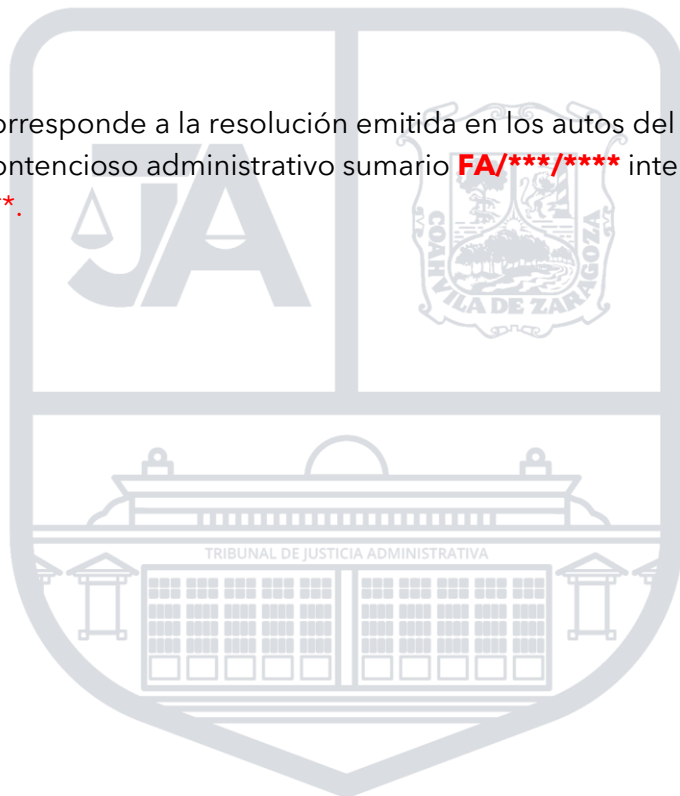 orresponde a la resolución emitida en los autos del
ontencioso administrativo sumario FA/***/**** inte
*.
JA
COAHUILA DE ZARAGOZA
TRIBUNAL DE JUSTICIA ADMINISTRATIVA